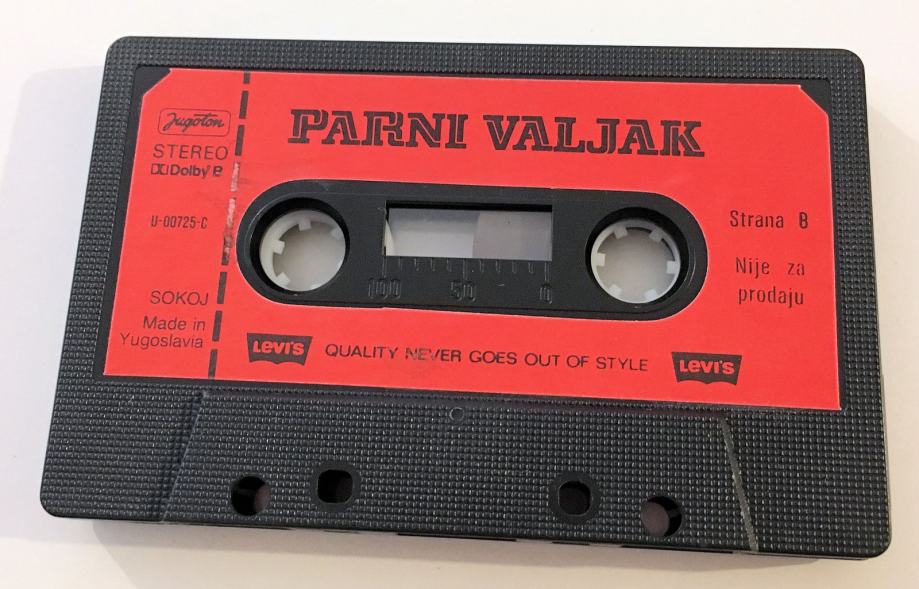 Jugoton
STEREO
Dolby B
U-00725-C
SOKOJ
Made in
Yugoslavia
PARNI VALJAK
100 50 0
Strana B
Nije za
prodaju
LEVI'S QUALITY NEVER GOES OUT OF STYLE LEVI'S